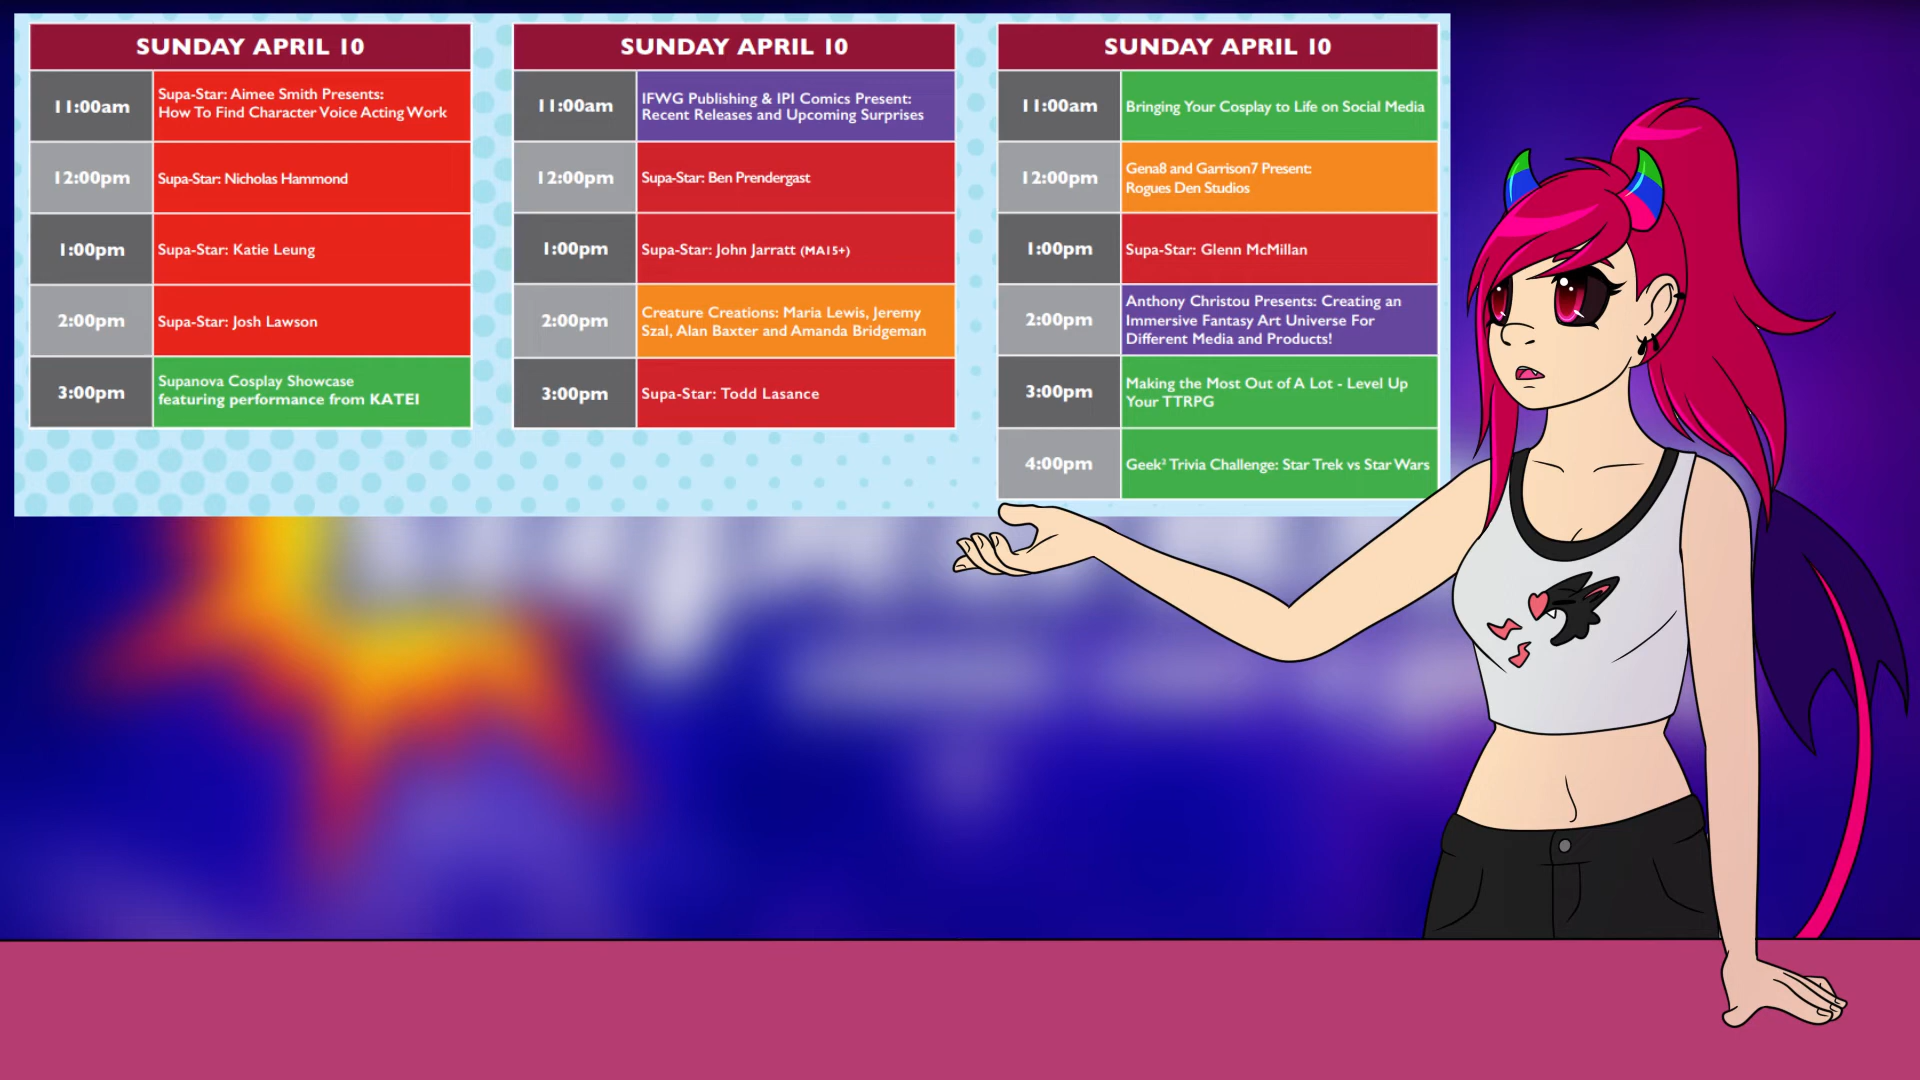 SUNDAY APRIL 10
11:00am
Supa-Star: Aimee Smith Presents:
How To Find Character Voice Acting Work
12:00pm
Supa-Star: Nicholas Hammond
1:00pm
Supa-Star: Katie Leung
2:00pm
Supa-Star: Josh Lawson
3:00pm
Supanova Cosplay Showcase
featuring performance from KATEI
SUNDAY APRIL 10
11:00am
IFWG Publishing & IPI Comics Present:
Recent Releases and Upcoming Surprises
12:00pm
Supa-Star: Ben Prendergast
1:00pm
Supa-Star: John Jarratt (MA15+)
2:00pm
Creature Creations: Maria Lewis, Jeremy
Szal, Alan Baxter and Amanda Bridgeman
3:00pm
Supa-Star: Todd Lasance
SUNDAY APRIL 10
11:00am
Bringing Your Cosplay to Life on Social Media
12:00pm
Gena8 and Garrison7 Present:
Rogues Den Studios
1:00pm
Supa-Star: Glenn McMillan
2:00pm
Anthony Christou Presents: Creating an
Immersive Fantasy Art Universe For
Different Media and Products!
3:00pm
Making the Most Out of A Lot - Level Up
Your TTRPG
4:00pm
Geek² Trivia Challenge: Star Trek vs Star Wars